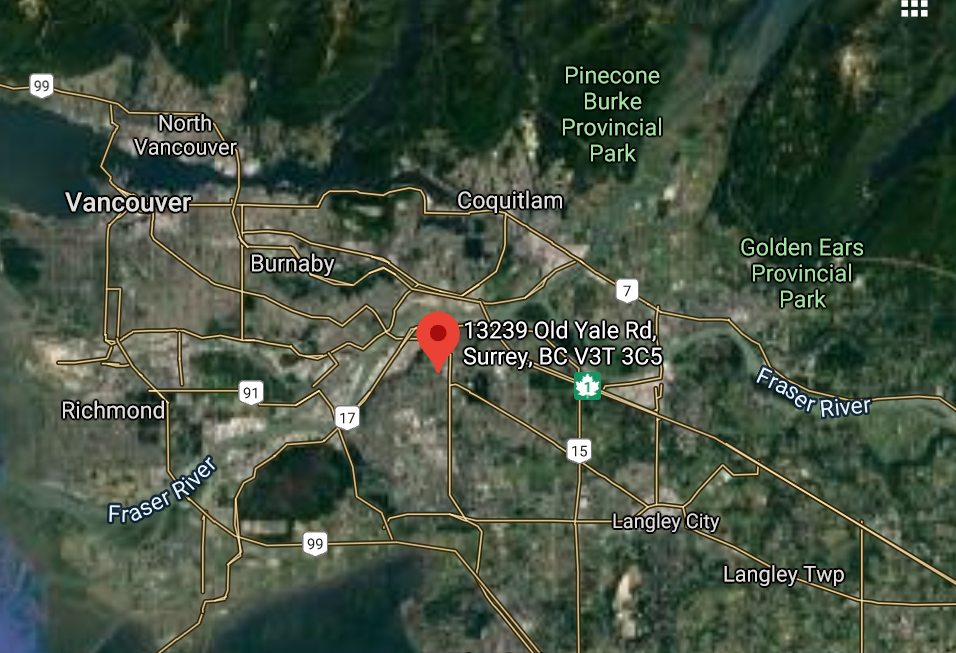 99
Pinecone
Burke
Provincial
Park
North
Vancouver
Vancouver
Coquitlam
Golden Ears
Provincial
Park
Burnaby
7
13239 Old Yale Rd,
Surrey, BC V3T 3C5
1
91
Richmond
17
Fraser River
15
Fraser River
Langley City
99
Langley Twp